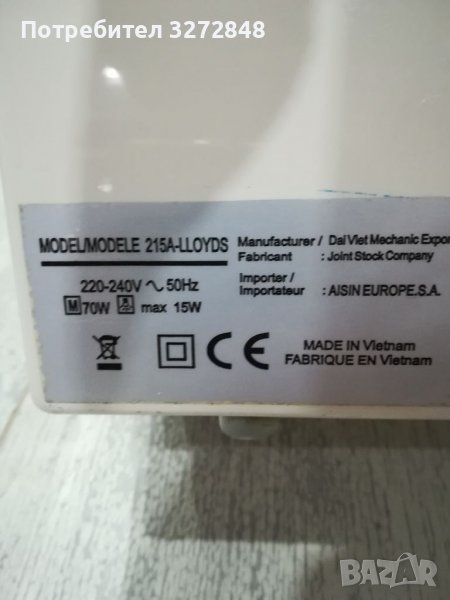 Потребител 3272848
MODEL/MODELE 215A-LLOYDS
220-240V ~ 50Hz
M 70W max 15W
Manufacturer / Dai Viet Mechanic Expor
Fabricant : Joint Stock Company
Importer /
Importateur : AISIN EUROPE.S.A.
CE
MADE IN Vietnam
FABRIQUE EN Vietnam
BAZAR